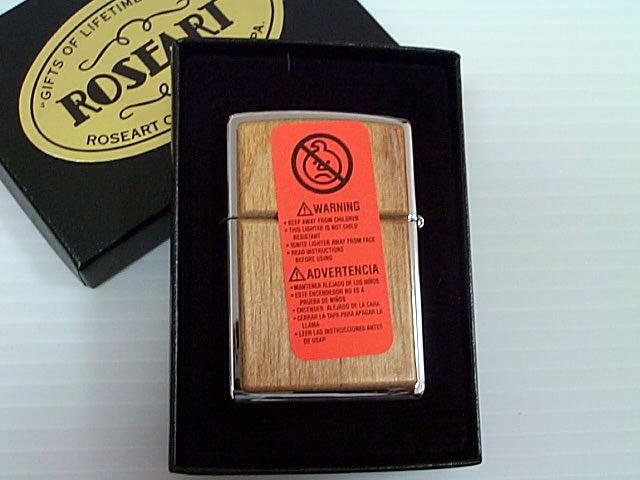 "GIFTS OF LIFETIME
PA.
ROSEART
ROSEART C
WARNING
• KEEP AWAY FROM CHILDREN
• THIS LIGHTER IS NOT CHILD
RESISTANT
• IGNITE LIGHTER AWAY FROM FACE
• READ INSTRUCTIONS
BEFORE USING
ADVERTENCIA
• MANTENER ALEJADO DE LOS NIÑOS
• ESTE ENCENDEDOR NO ES A
PRUEBA DE NIÑOS
• ENCENDER ALEJADO DE LA CARA
• CERRAR LA TAPA PARA APAGAR LA
LLAMA
• LEER LAS INSTRUCCIONES ANTES
DE USAR